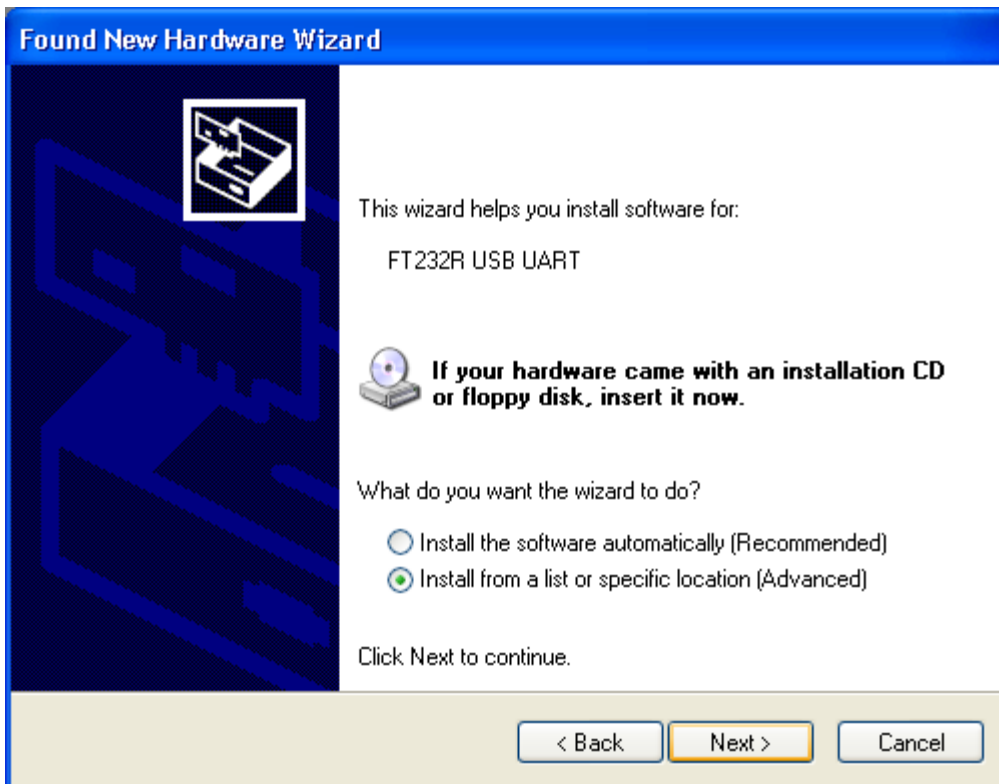 Found New Hardware Wizard
This wizard helps you install software for:
FT232R USB UART
If your hardware came with an installation CD
or floppy disk, insert it now.
What do you want the wizard to do?
Install the software automatically (Recommended)
Install from a list or specific location (Advanced)
Click Next to continue.
< Back Next > Cancel